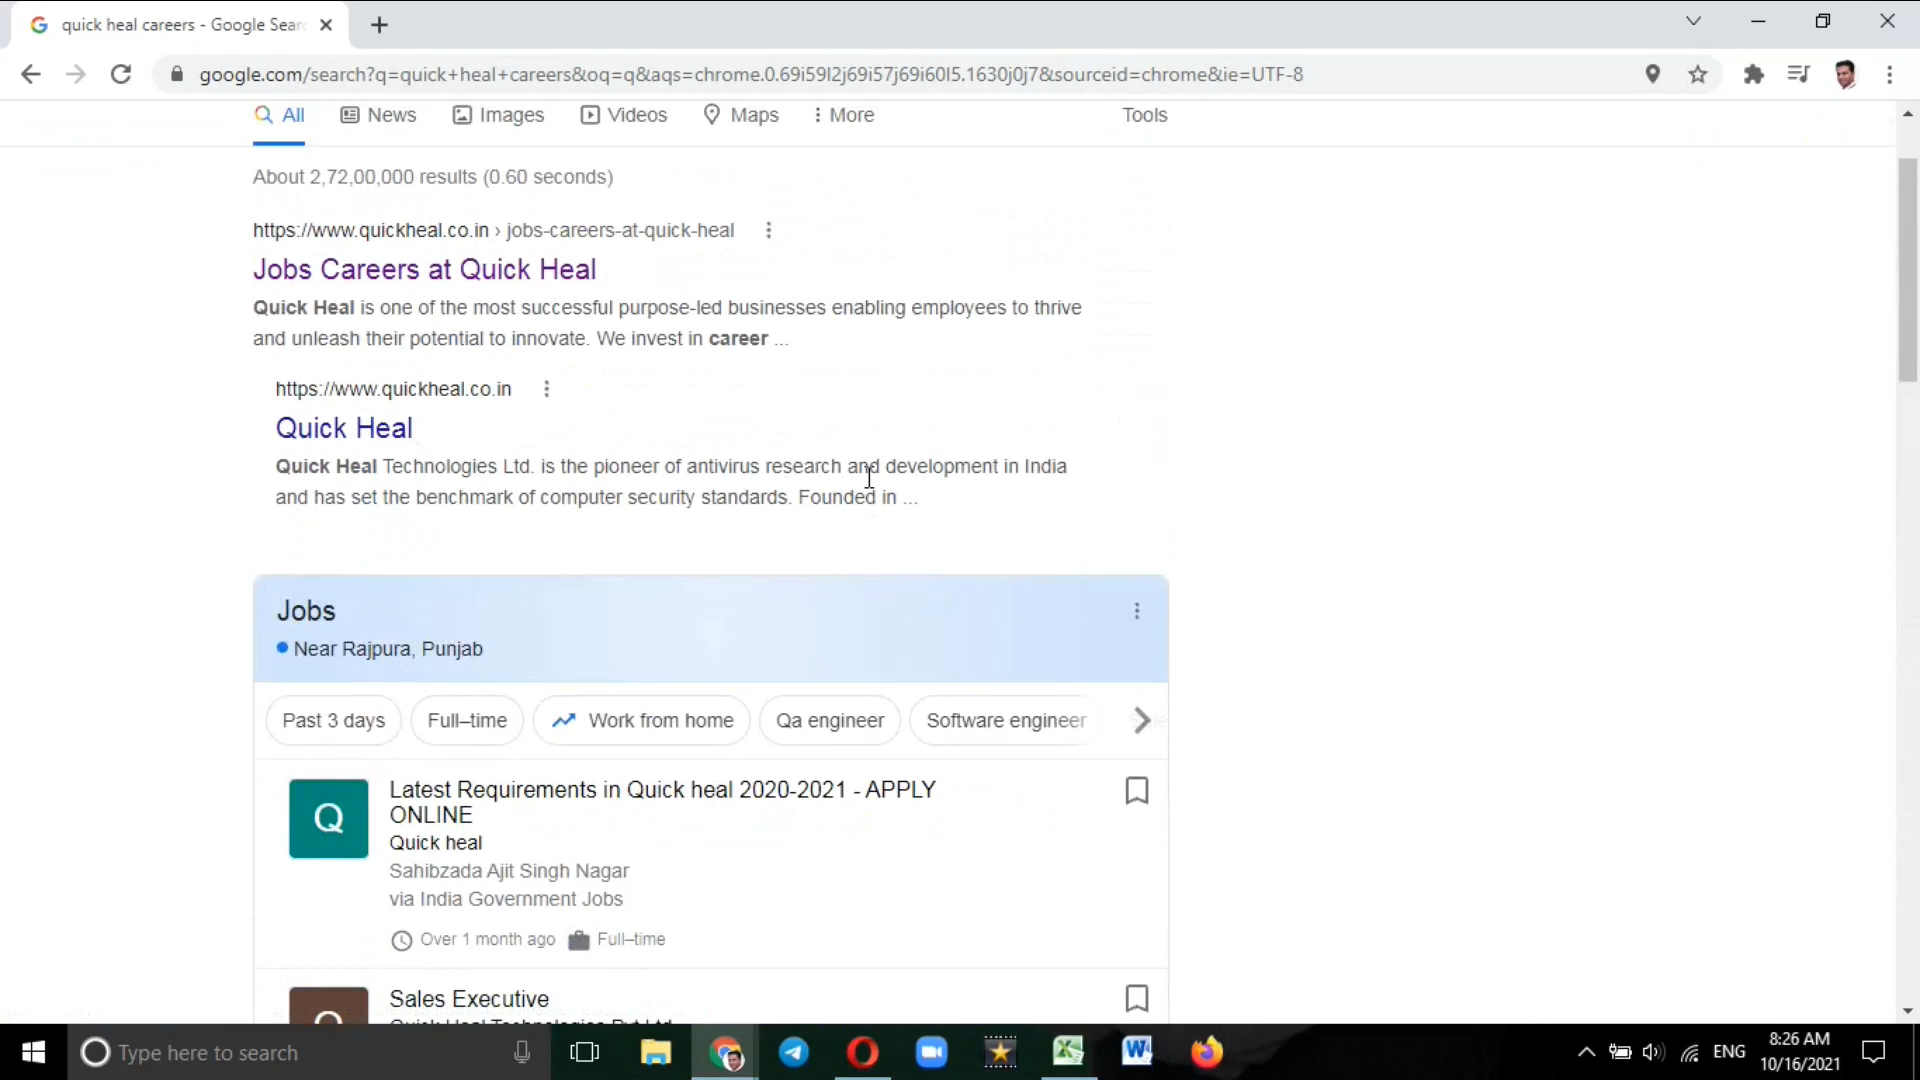 quick heal careers - Google Sear
google.com/search?q=quick+heal+careers&oq=q&aqs=chrome.0.69i59l2j69i57j69i60l5.1630j0j7&sourceid=chrome&ie=UTF-8
All News Images Videos Maps More Tools
About 2,72,00,000 results (0.60 seconds)
https://www.quickheal.co.in › jobs-careers-at-quick-heal
Jobs Careers at Quick Heal
Quick Heal is one of the most successful purpose-led businesses enabling employees to thrive
and unleash their potential to innovate. We invest in career ...
https://www.quickheal.co.in
Quick Heal
Quick Heal Technologies Ltd. is the pioneer of antivirus research and development in India
and has set the benchmark of computer security standards. Founded in ...
Jobs
Near Rajpura, Punjab
Past 3 days Full–time Work from home Qa engineer Software engineer
Q
Latest Requirements in Quick heal 2020-2021 - APPLY
ONLINE
Quick heal
Sahibzada Ajit Singh Nagar
via India Government Jobs
Over 1 month ago Full–time
Sales Executive
Quick Heal Technologies Pvt Ltd
Type here to search
ENG
8:26 AM
10/16/2021